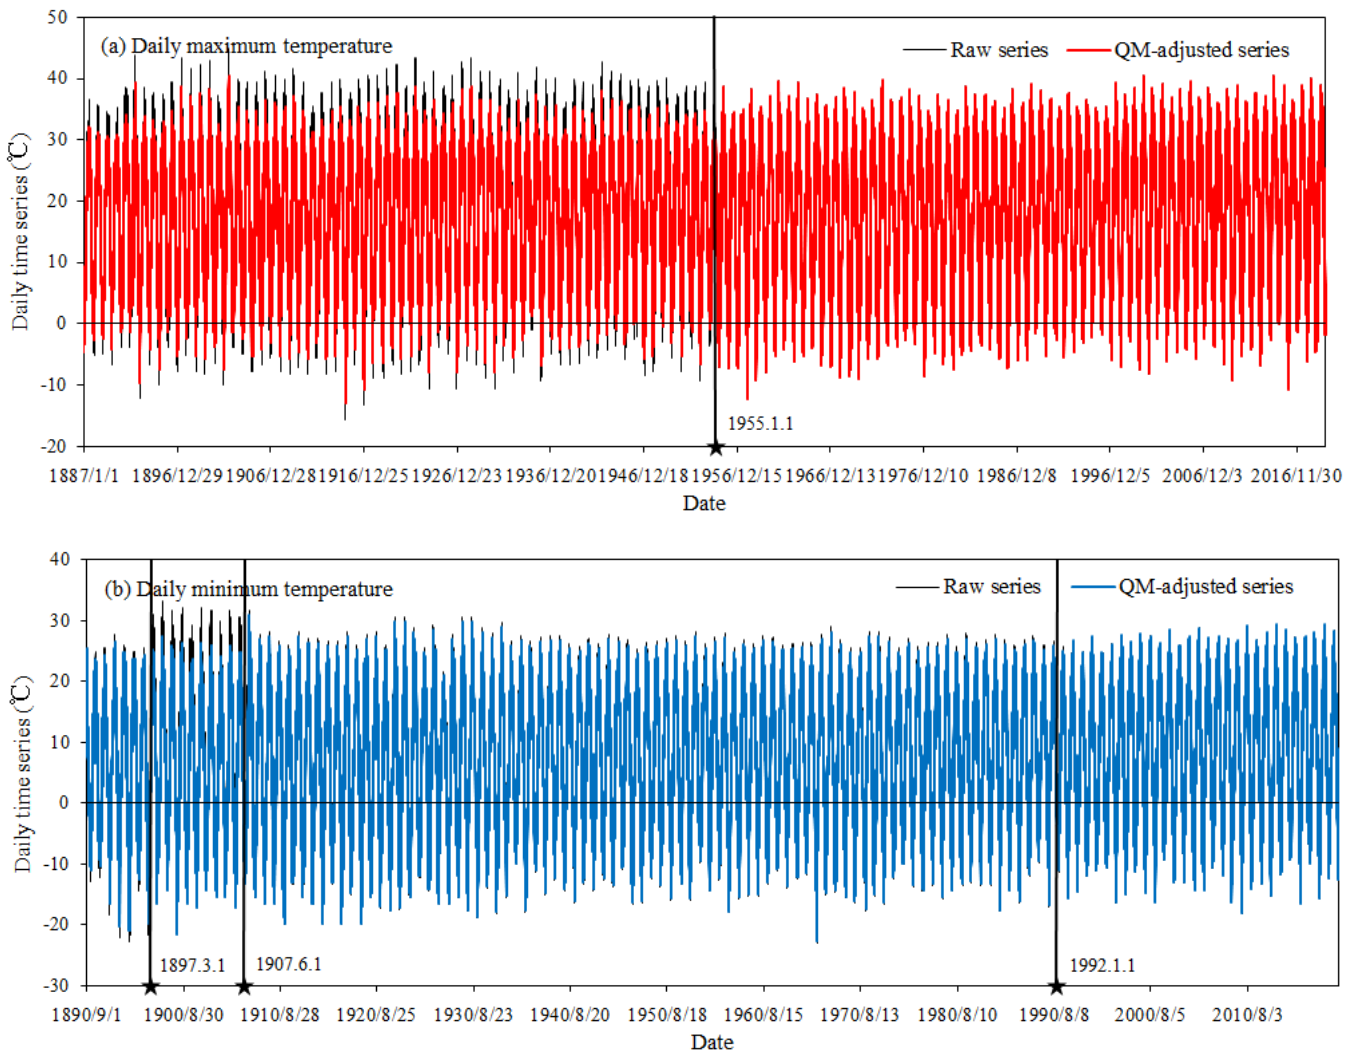 50
(a) Daily maximum temperature
Raw series
QM-adjusted series
40
30
20
10
0
-10
-20
Daily time series (℃)
1955.1.1
1887/1/1 1896/12/29 1906/12/28 1916/12/25 1926/12/23 1936/12/20 1946/12/18 1956/12/15 1966/12/13 1976/12/10 1986/12/8 1996/12/5 2006/12/3 2016/11/30
Date
40
(b) Daily minimum temperature
Raw series
QM-adjusted series
30
20
10
0
-10
-20
-30
Daily time series (℃)
1897.3.1
1907.6.1
1992.1.1
1890/9/1 1900/8/30 1910/8/28 1920/8/25 1930/8/23 1940/8/20 1950/8/18 1960/8/15 1970/8/13 1980/8/10 1990/8/8 2000/8/5 2010/8/3
Date